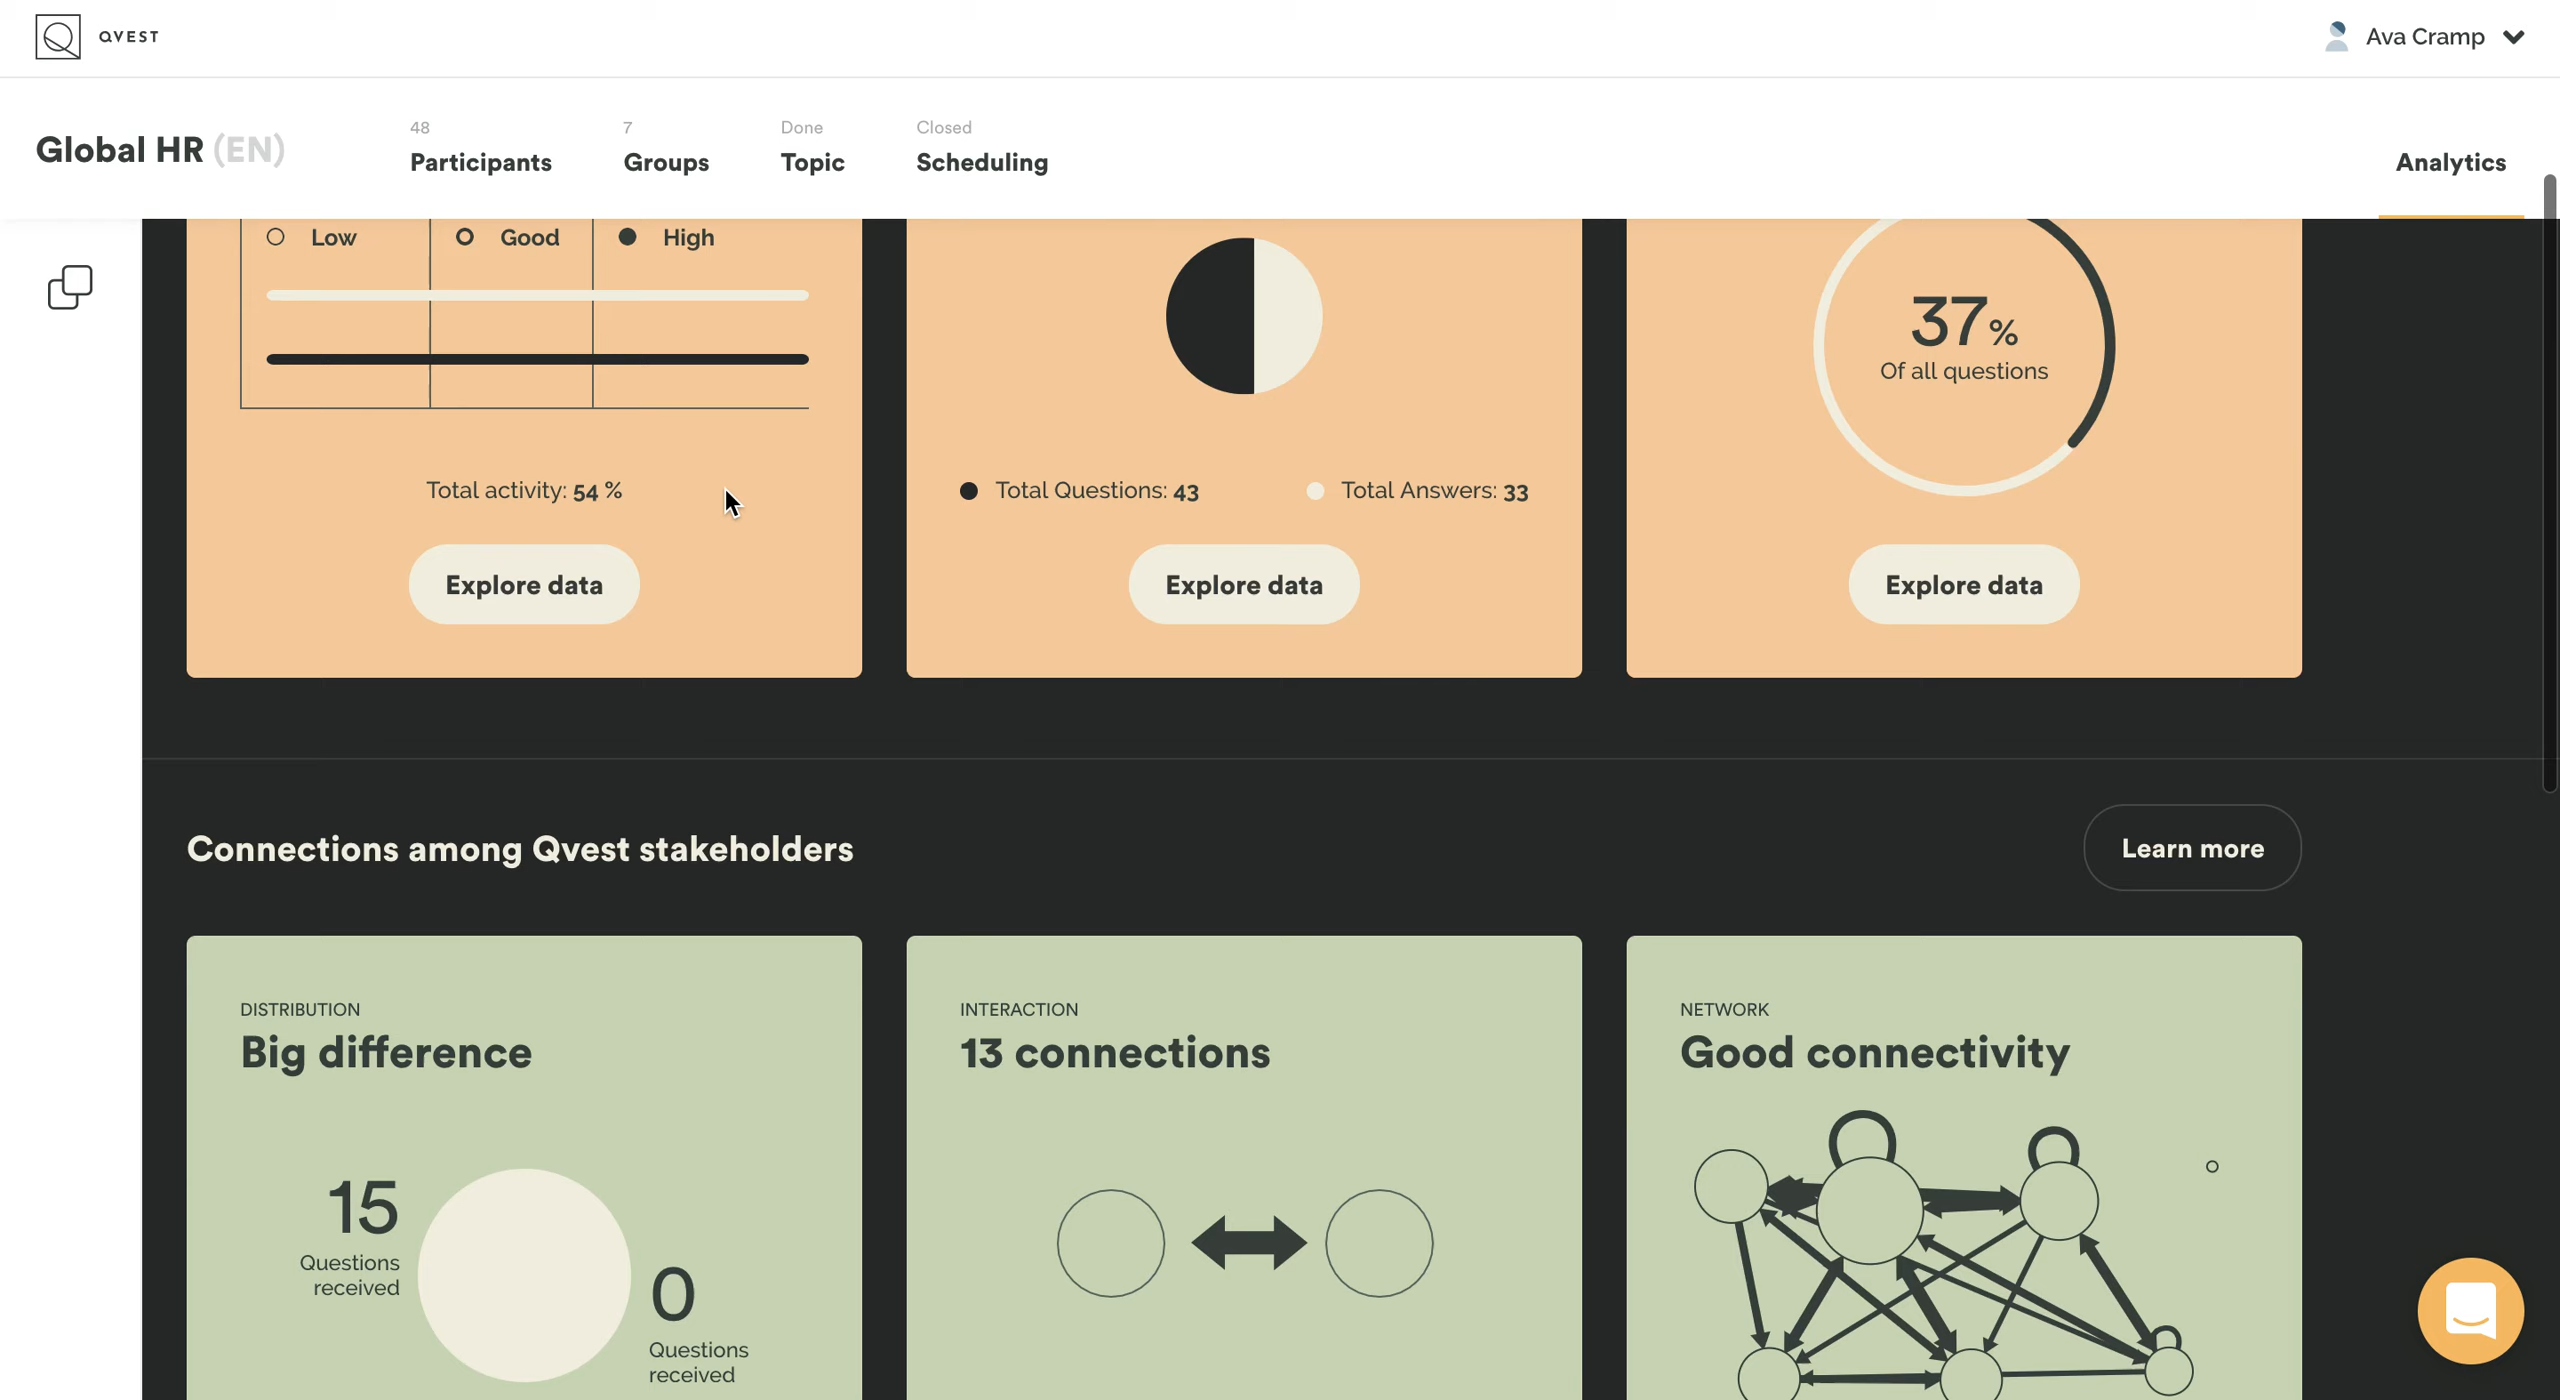 QVEST
Ava Cramp
Global HR (EN)
48
Participants
7
Groups
Done
Topic
Closed
Scheduling
Analytics
Low
Good
High
Total activity: 54 %
Explore data
Total Questions: 43
Total Answers: 33
Explore data
37%
Of all questions
Explore data
Connections among Qvest stakeholders
Learn more
DISTRIBUTION
Big difference
15
Questions
received
0
Questions
received
INTERACTION
13 connections
NETWORK
Good connectivity